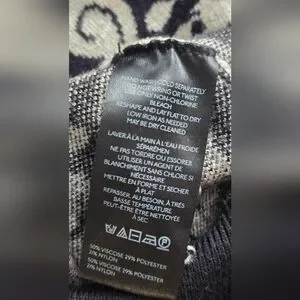 HAND WASH COLD SEPARATELY
DO NOT WRING OR TWIST
USE ONLY NON-CHLORINE
BLEACH
RESHAPE AND LAY FLAT TO DRY
LOW IRON AS NEEDED
MAY BE DRY CLEANED
LAVER À LA MAIN À L'EAU FROIDE
SÉPARÉMEN
NE PAS TORDRE OU ESSORER
UTILISER UN AGENT DE
BLANCHIMENT SANS CHLORE SI
NÉCESSAIRE
METTRE EN FORME ET SÉCHER
À PLAT
REPASSER, AU BESOIN, À TRÈS
BASSE TEMPÉRATURE
PEUT-ÊTRE ÊTRE NETTOYÉE
À SEC
50% VISCOSE 29% POLYESTER
21% NYLON
50% VISCOSE 29% POLYESTER
21% NYLON